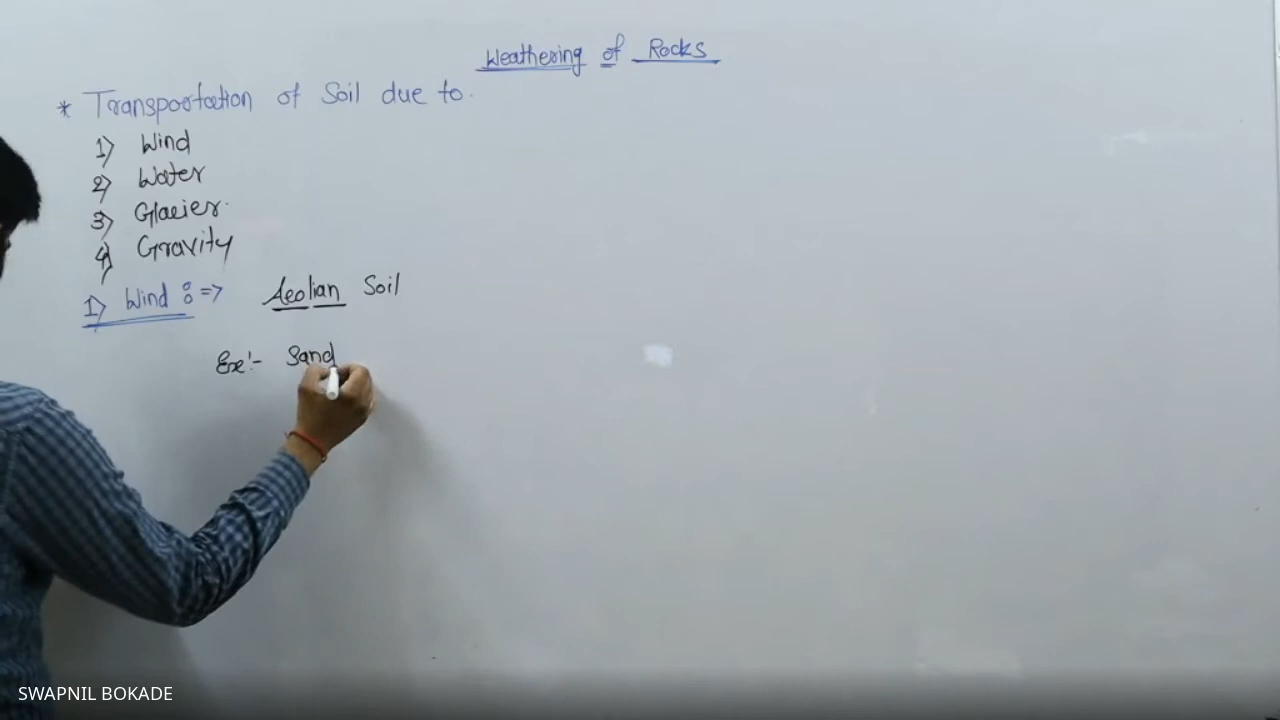 Weathering of Rocks
* Transportation of Soil due to.
1) Wind
2) Water
3) Glacier.
4) Gravity
1) Wind :=> Aeolian Soil
Ex:- Sand
SWAPNIL BOKADE